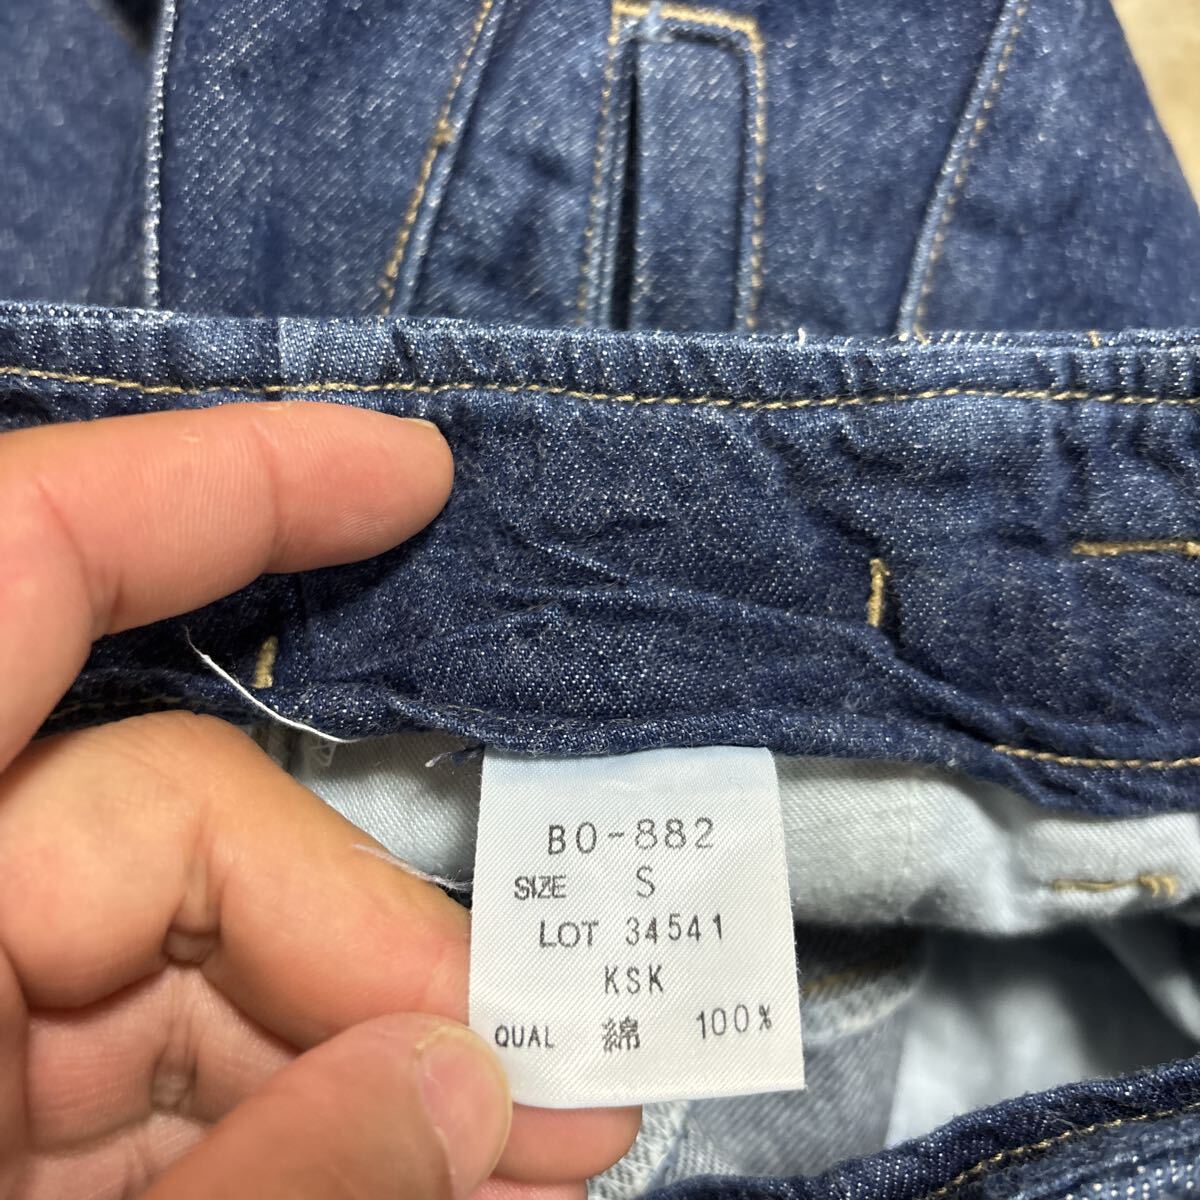 BO-882
SIZE S
LOT 34541
KSK
QUAL 綿 100%